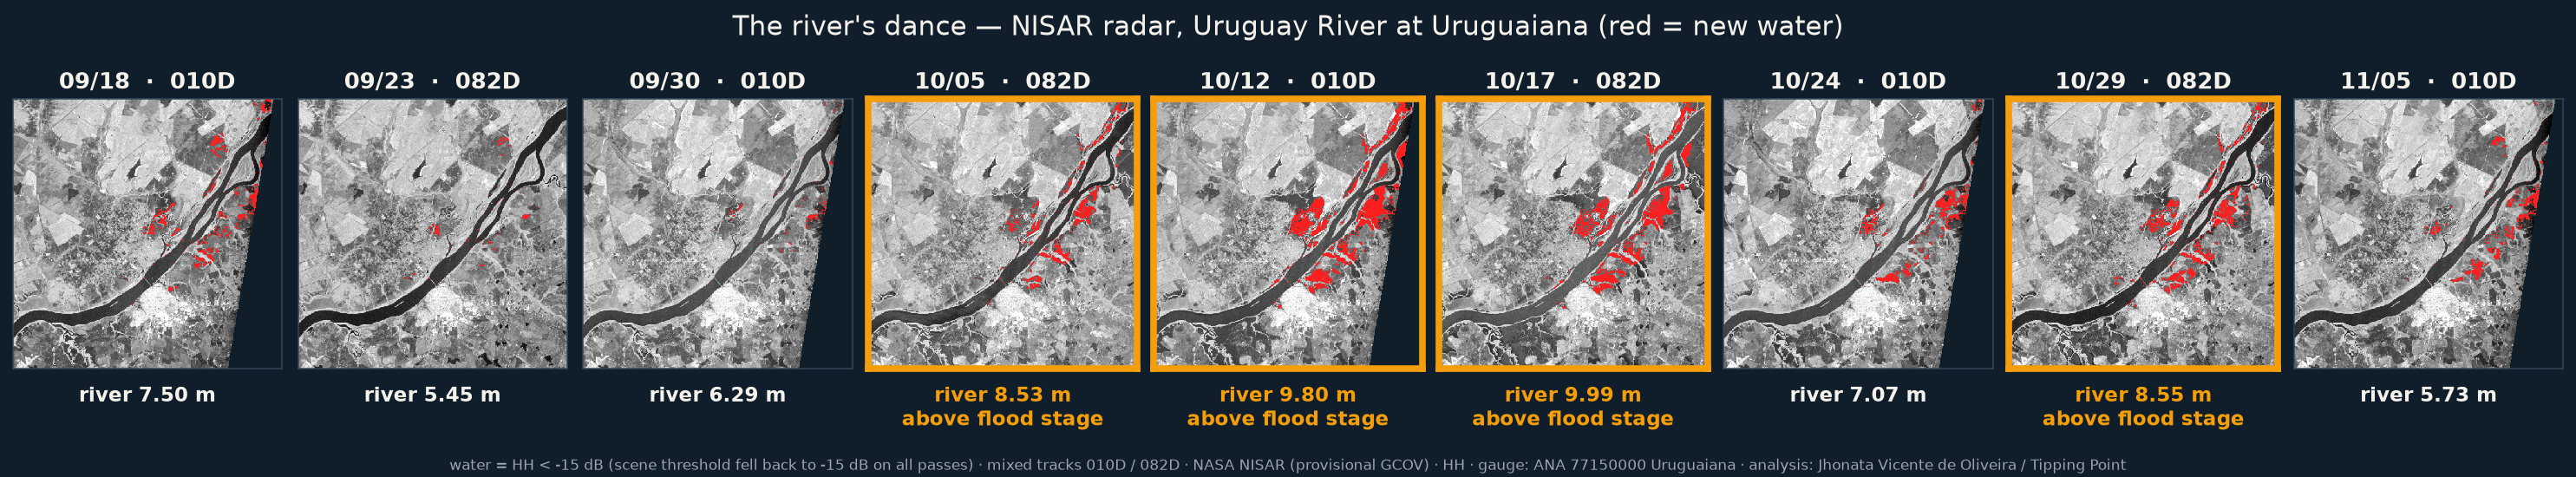 The river's dance — NISAR radar, Uruguay River at Uruguaiana (red = new water)
09/18 · 010D
09/23 · 082D
09/30 · 010D
10/05 · 082D
10/12 · 010D
10/17 · 082D
10/24 · 010D
10/29 · 082D
11/05 · 010D
river 7.50 m
river 5.45 m
river 6.29 m
river 8.53 m
above flood stage
river 9.80 m
above flood stage
river 9.99 m
above flood stage
river 7.07 m
river 8.55 m
above flood stage
river 5.73 m
water = HH < -15 dB (scene threshold fell back to -15 dB on all passes) · mixed tracks 010D / 082D · NASA NISAR (provisional GCOV) · HH · gauge: ANA 77150000 Uruguaiana · analysis: Jhonata Vicente de Oliveira / Tipping Point